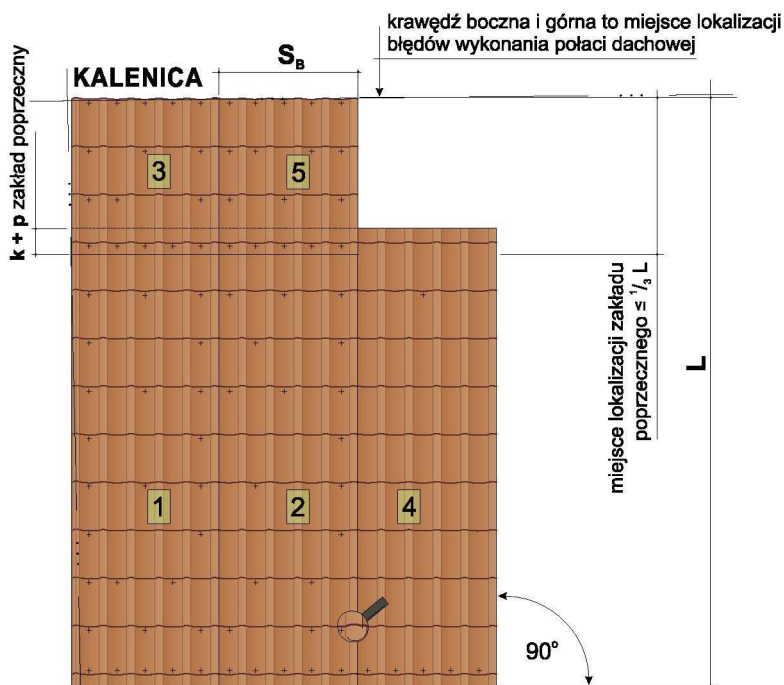 krawędź boczna i górna to miejsce lokalizacji
błędów wykonania połaci dachowej
KALENICA
S_B
k + p zakład poprzeczny
3
5
miejsce lokalizacji zakładu
poprzecznego ≤ 1/3 L
L
1
2
4
90°